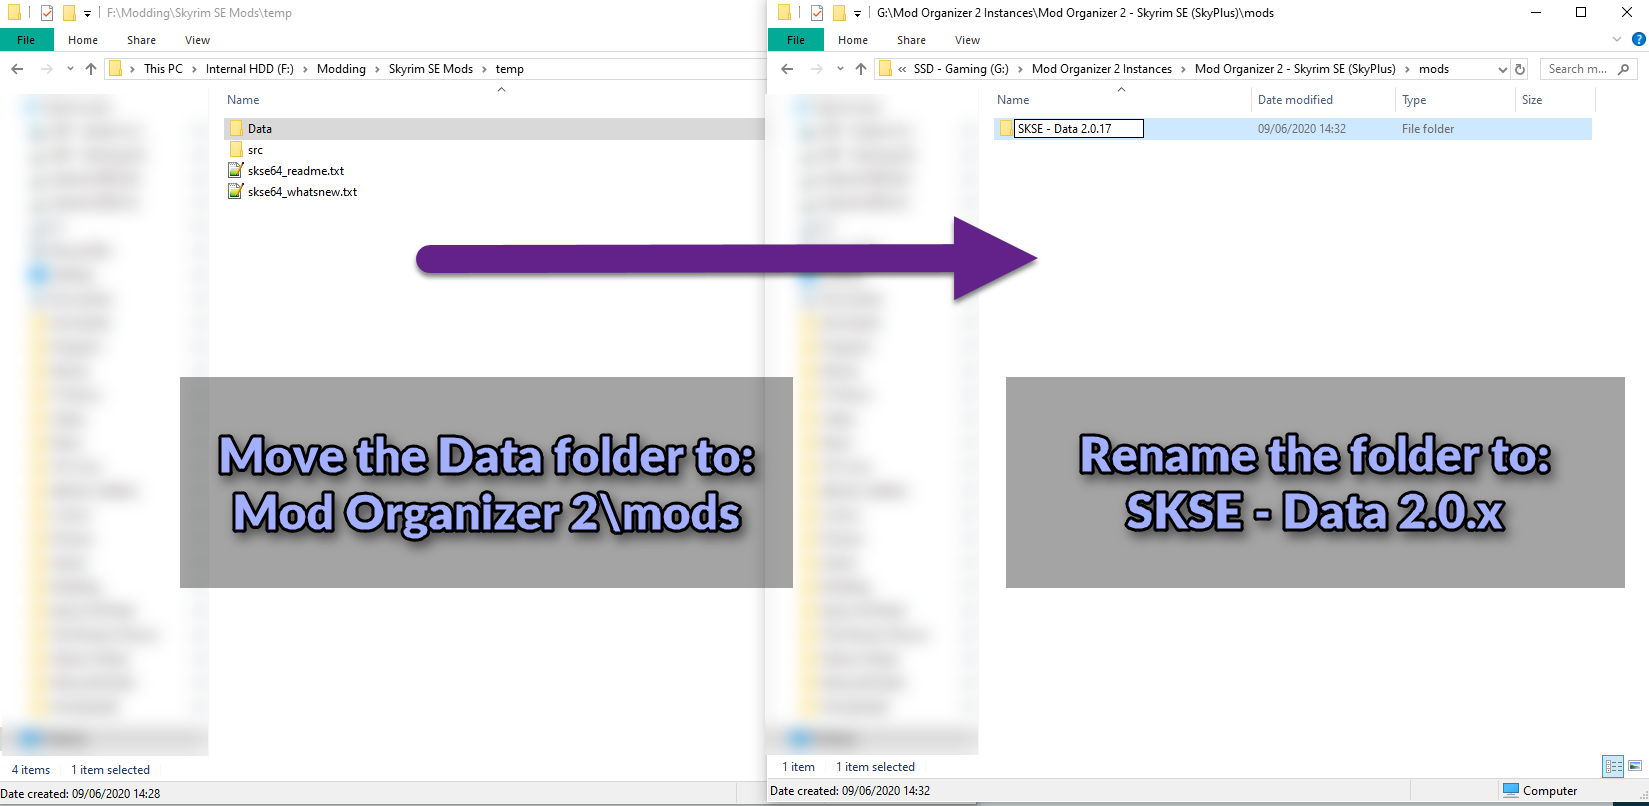 F:\Modding\Skyrim SE Mods\temp
File Home Share View
This PC Internal HDD (F:) Modding Skyrim SE Mods temp
Name
Data
src
skse64_readme.txt
skse64_whatsnew.txt
Move the Data folder to:
Mod Organizer 2\mods
4 items 1 item selected
Date created: 09/06/2020 14:28
G:\Mod Organizer 2 Instances\Mod Organizer 2 - Skyrim SE (SkyPlus)\mods
File Home Share View
« SSD - Gaming (G:) Mod Organizer 2 Instances Mod Organizer 2 - Skyrim SE (SkyPlus) mods Search m...
Name Date modified Type Size
SKSE - Data 2.0.17 09/06/2020 14:32 File folder
Rename the folder to:
SKSE - Data 2.0.x
1 item 1 item selected
Date created: 09/06/2020 14:32 Computer